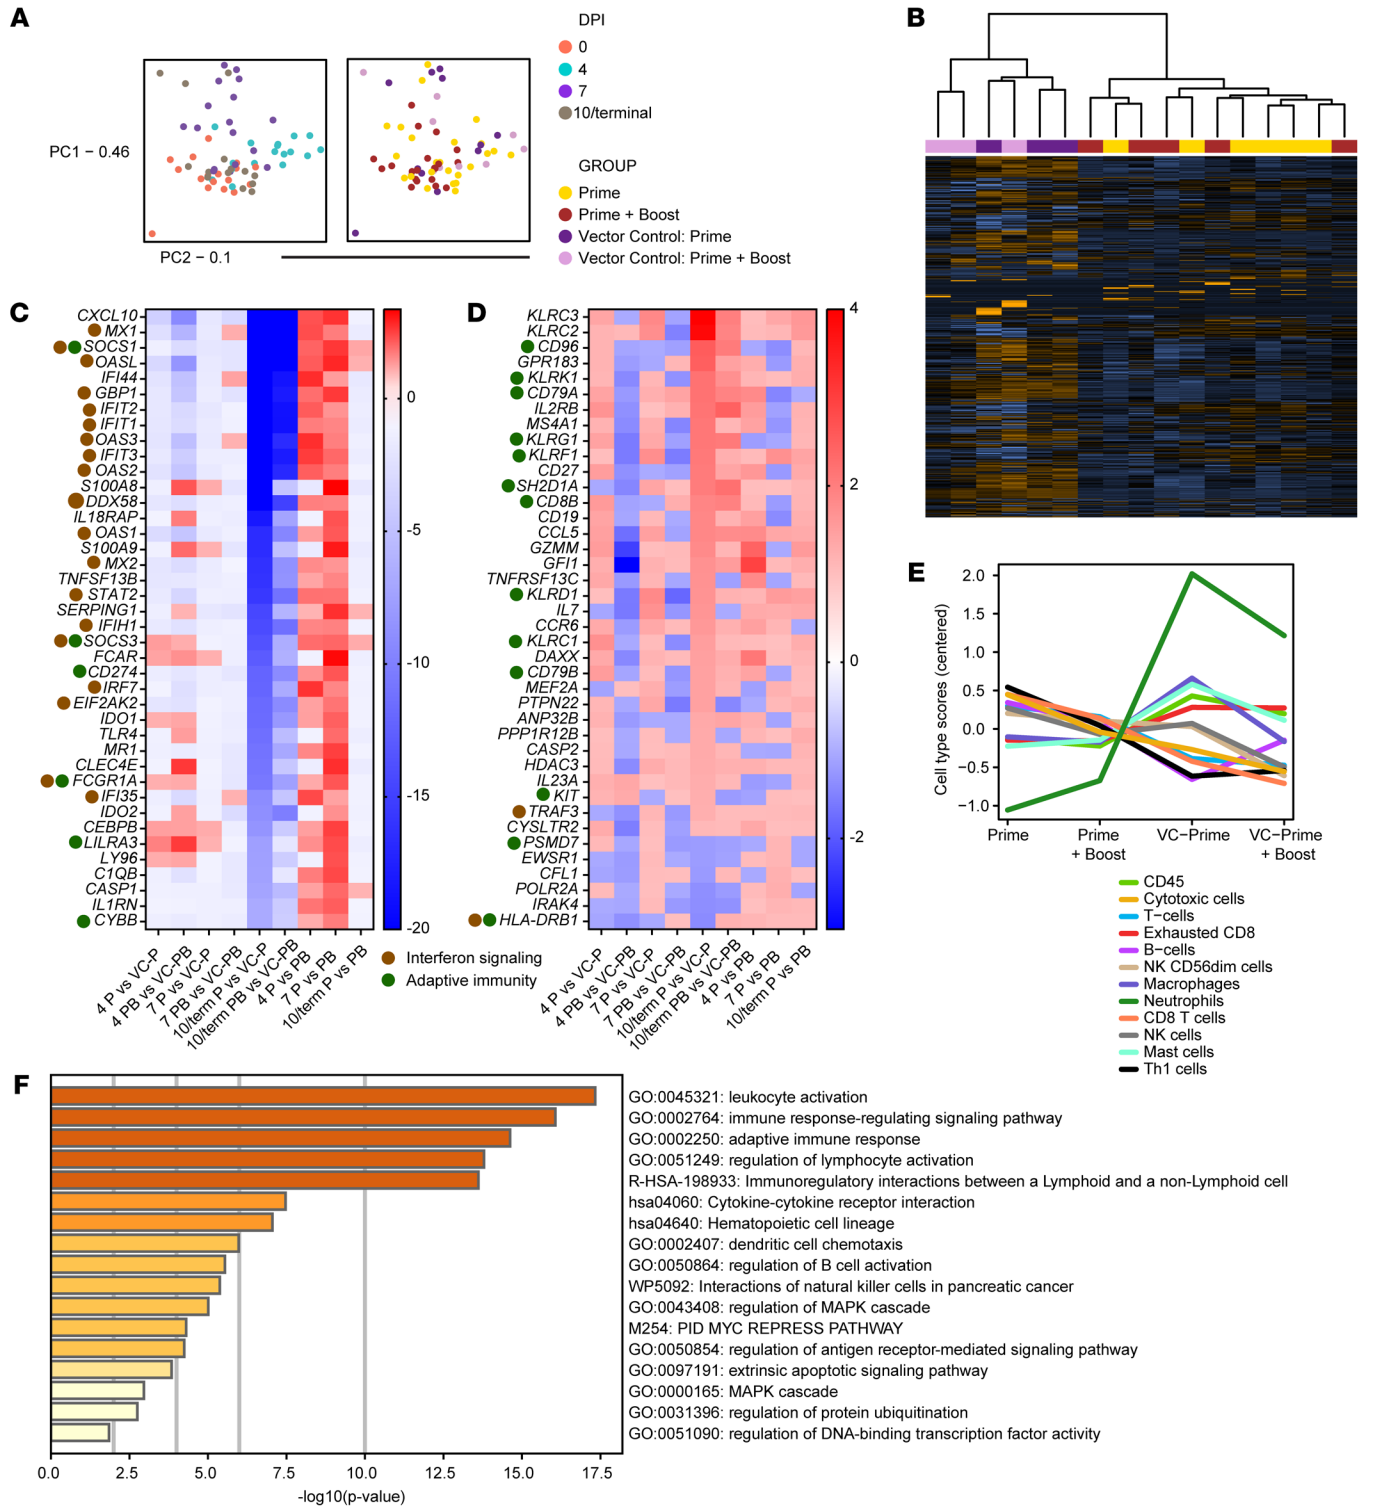 A
DPI
0
4
7
10/terminal
PC1 − 0.46
PC2 − 0.1
GROUP
Prime
Prime + Boost
Vector Control: Prime
Vector Control: Prime + Boost
B
C
CXCL10
MX1
SOCS1
OASL
IFI44
GBP1
IFIT2
IFIT1
OAS3
IFIT3
OAS2
S100A8
DDX58
IL18RAP
OAS1
S100A9
MX2
TNFSF13B
STAT2
SERPING1
IFIH1
SOCS3
FCAR
CD274
IRF7
EIF2AK2
IDO1
TLR4
MR1
CLEC4E
FCGR1A
IFI35
IDO2
CEBPB
LILRA3
LY96
C1QB
CASP1
IL1RN
CYBB
4 P vs VC-P
4 PB vs VC-PB
7 P vs VC-P
7 PB vs VC-PB
10/term P vs VC-P
10/term PB vs VC-PB
4 P vs PB
7 P vs PB
10/term P vs PB
0
-5
-10
-15
-20
Interferon signaling
Adaptive immunity
D
KLRC3
KLRC2
CD96
GPR183
KLRK1
CD79A
IL2RB
MS4A1
KLRG1
KLRF1
CD27
SH2D1A
CD8B
CD19
CCL5
GZMM
GFI1
TNFRSF13C
KLRD1
IL7
CCR6
KLRC1
DAXX
CD79B
MEF2A
PTPN22
ANP32B
PPP1R12B
CASP2
HDAC3
IL23A
KIT
TRAF3
CYSLTR2
PSMD7
EWSR1
CFL1
POLR2A
IRAK4
HLA-DRB1
4 P vs VC-P
4 PB vs VC-PB
7 P vs VC-P
7 PB vs VC-PB
10/term P vs VC-P
10/term PB vs VC-PB
4 P vs PB
7 P vs PB
10/term P vs PB
4
2
0
-2
E
Cell type scores (centered)
2.0
1.5
1.0
0.5
0.0
−0.5
−1.0
Prime
Prime + Boost
VC−Prime
VC−Prime + Boost
CD45
Cytotoxic cells
T−cells
Exhausted CD8
B−cells
NK CD56dim cells
Macrophages
Neutrophils
CD8 T cells
NK cells
Mast cells
Th1 cells
F
GO:0045321: leukocyte activation
GO:0002764: immune response-regulating signaling pathway
GO:0002250: adaptive immune response
GO:0051249: regulation of lymphocyte activation
R-HSA-198933: Immunoregulatory interactions between a Lymphoid and a non-Lymphoid cell
hsa04060: Cytokine-cytokine receptor interaction
hsa04640: Hematopoietic cell lineage
GO:0002407: dendritic cell chemotaxis
GO:0050864: regulation of B cell activation
WP5092: Interactions of natural killer cells in pancreatic cancer
GO:0043408: regulation of MAPK cascade
M254: PID MYC REPRESS PATHWAY
GO:0050854: regulation of antigen receptor-mediated signaling pathway
GO:0097191: extrinsic apoptotic signaling pathway
GO:0000165: MAPK cascade
GO:0031396: regulation of protein ubiquitination
GO:0051090: regulation of DNA-binding transcription factor activity
0.0
2.5
5.0
7.5
10.0
12.5
15.0
17.5
-log10(p-value)